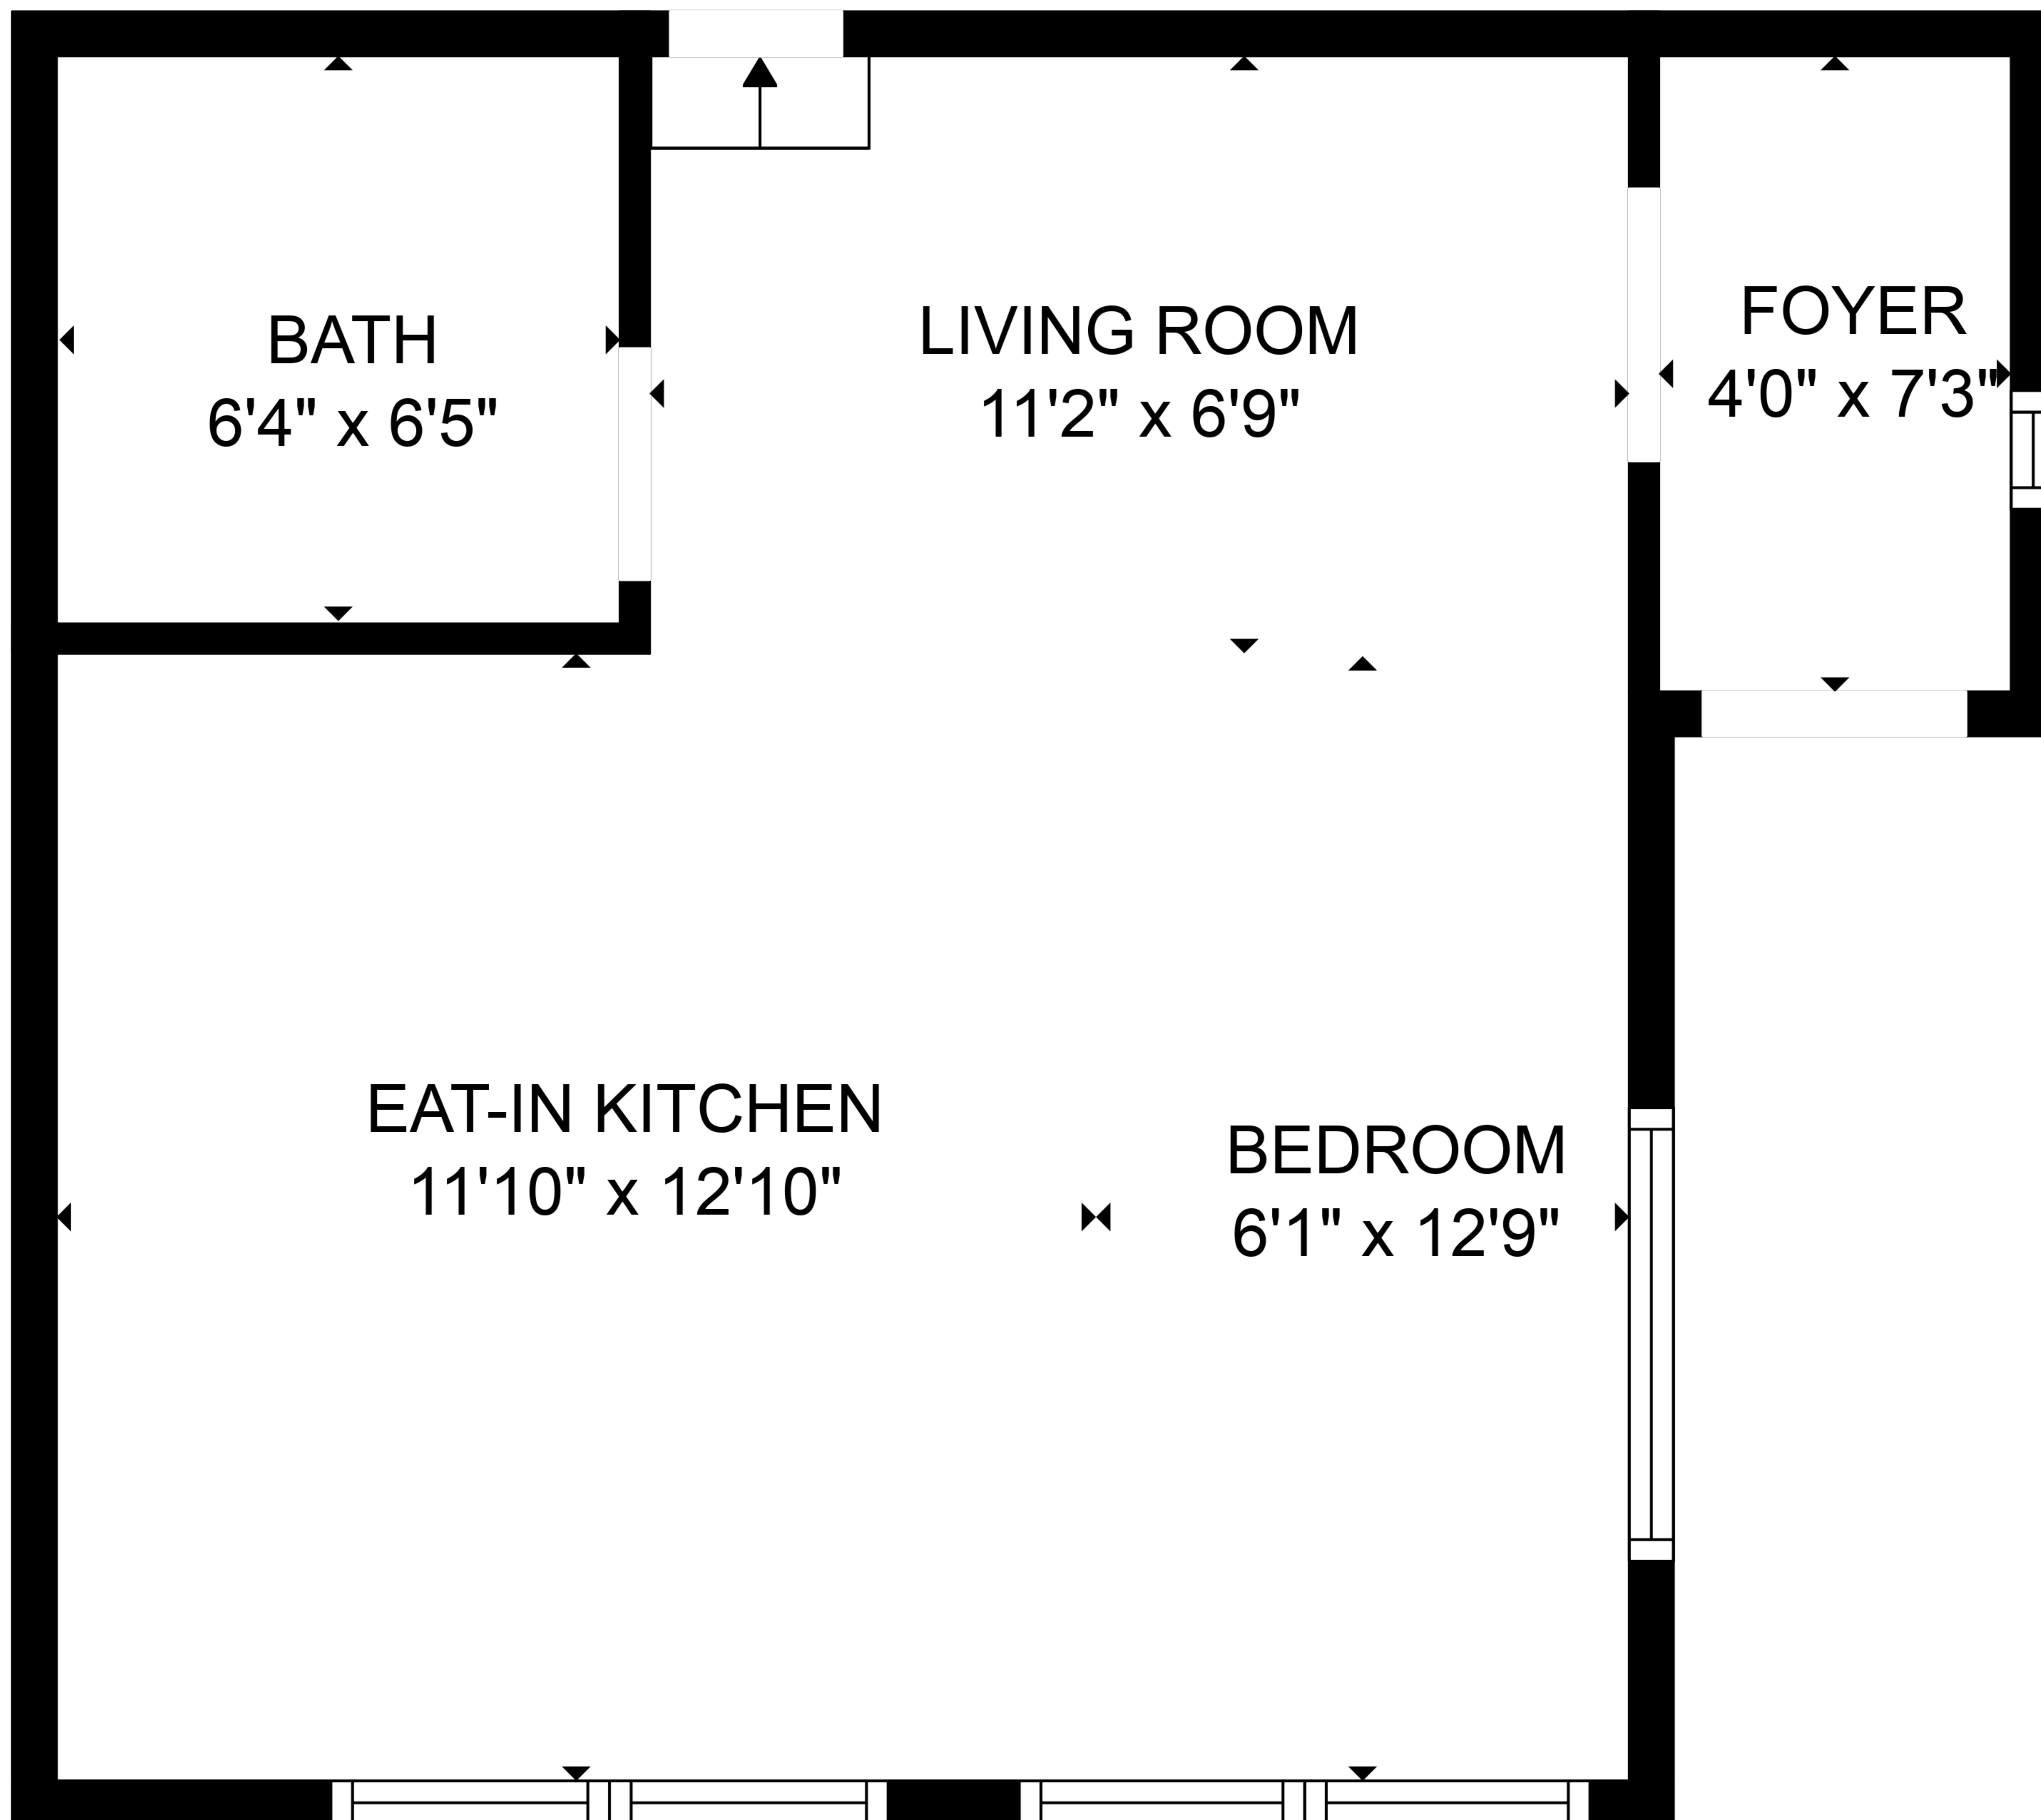 BATH
6'4" x 6'5"
LIVING ROOM
11'2" x 6'9"
FOYER
4'0" x 7'3"
EAT-IN KITCHEN
11'10" x 12'10"
BEDROOM
6'1" x 12'9"